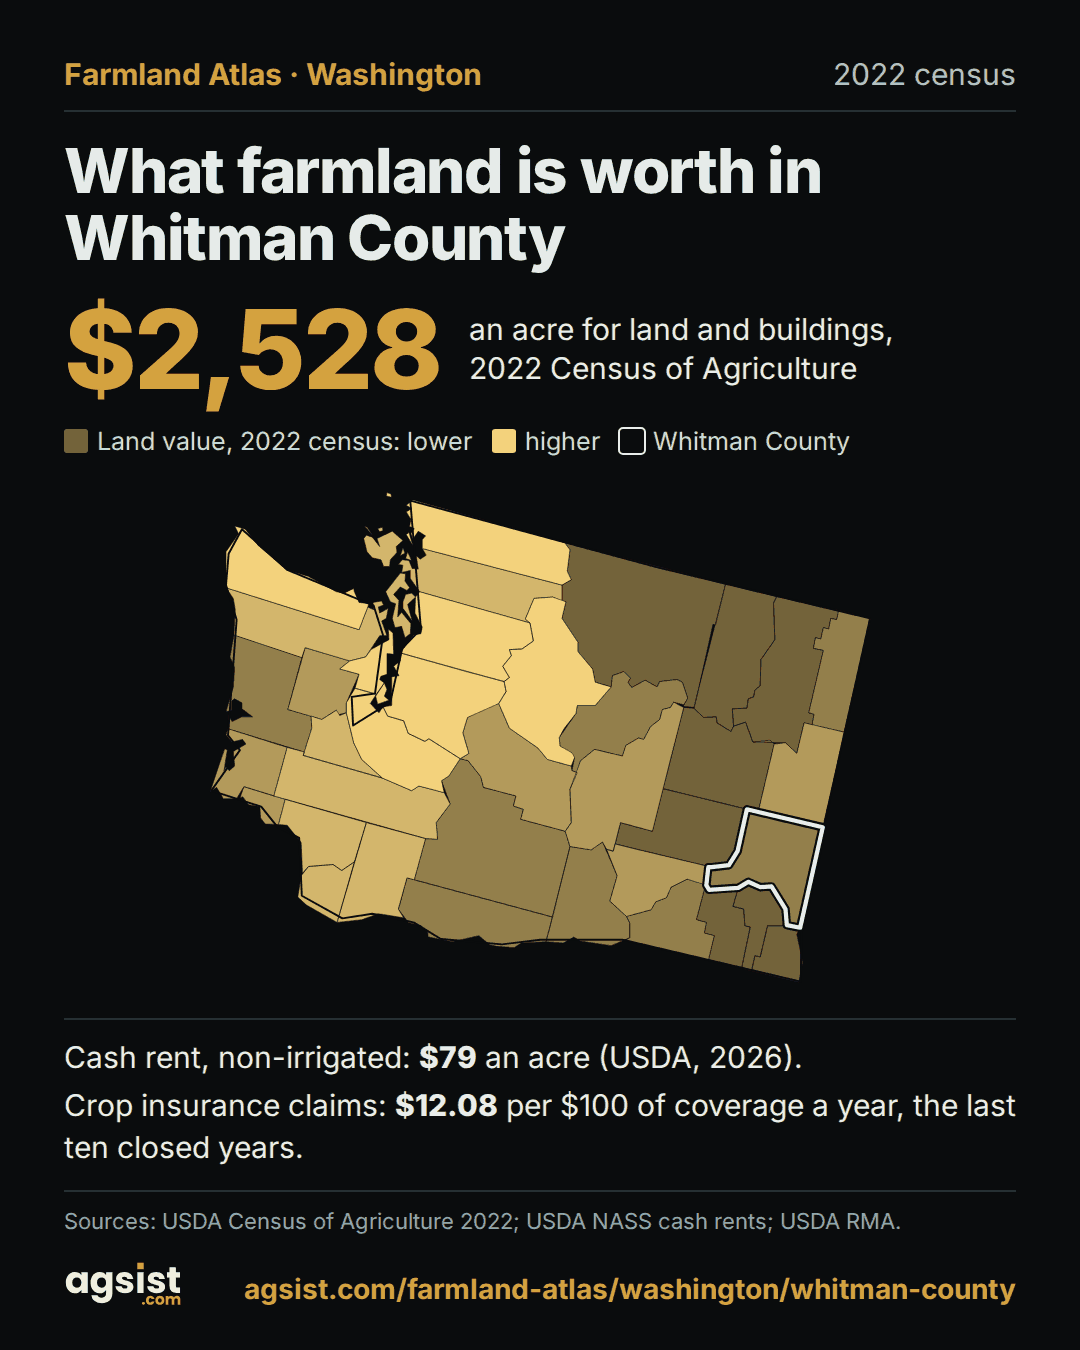 Farmland Atlas · Washington
2022 census
What farmland is worth in
Whitman County
$2,528
an acre for land and buildings,
2022 Census of Agriculture
Land value, 2022 census: lower
higher
Whitman County
Cash rent, non-irrigated: $79 an acre (USDA, 2026).
Crop insurance claims: $12.08 per $100 of coverage a year, the last
ten closed years.
Sources: USDA Census of Agriculture 2022; USDA NASS cash rents; USDA RMA.
agsist
.com
agsist.com/farmland-atlas/washington/whitman-county